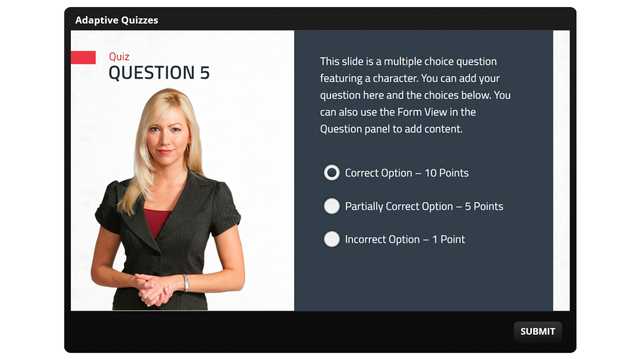 Adaptive Quizzes
Quiz
QUESTION 5
This slide is a multiple choice question
featuring a character. You can add your
question here and the choices below. You
can also use the Form View in the
Question panel to add content.
Correct Option – 10 Points
Partially Correct Option – 5 Points
Incorrect Option – 1 Point
SUBMIT